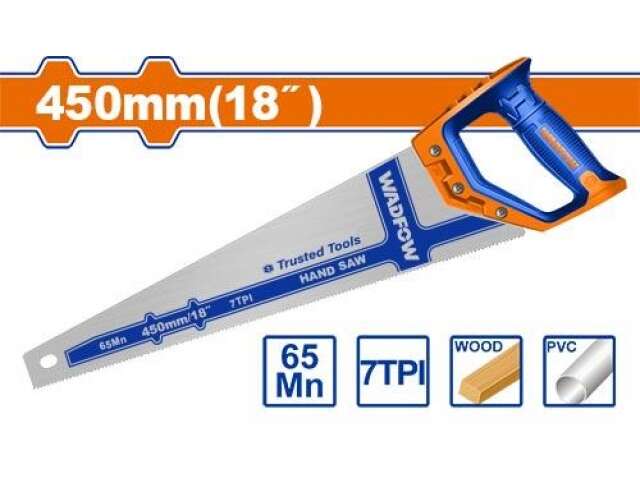 450mm(18˝)
WADFOW
Trusted Tools
HAND SAW
7TPI
450mm/18"
65Mn
65
Mn
7TPI
WOOD
PVC